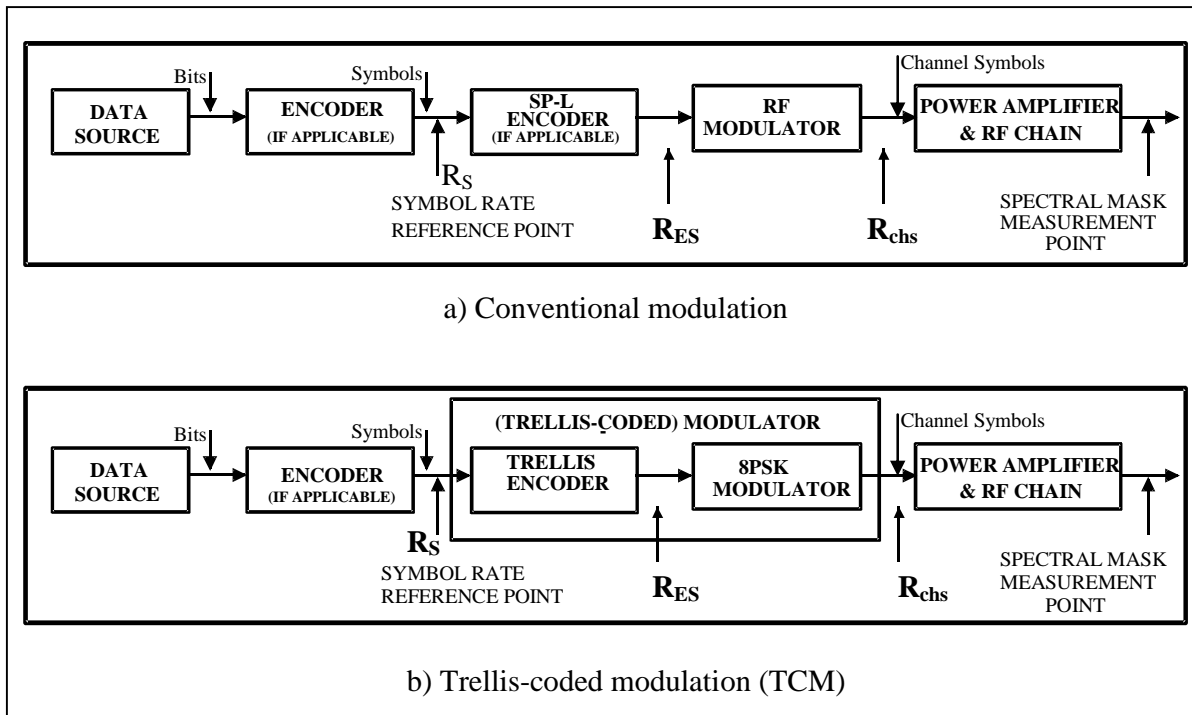 Bits
Symbols
Channel Symbols
DATA
SOURCE
ENCODER
(IF APPLICABLE)
SP-L
ENCODER
(IF APPLICABLE)
RF
MODULATOR
POWER AMPLIFIER
& RF CHAIN
RS
SYMBOL RATE
REFERENCE POINT
RES
Rchs
SPECTRAL MASK
MEASUREMENT
POINT
a) Conventional modulation
(TRELLIS-CODED) MODULATOR
Bits
Symbols
Channel Symbols
DATA
SOURCE
ENCODER
(IF APPLICABLE)
TRELLIS
ENCODER
8PSK
MODULATOR
POWER AMPLIFIER
& RF CHAIN
RS
SYMBOL RATE
REFERENCE POINT
RES
Rchs
SPECTRAL MASK
MEASUREMENT
POINT
b) Trellis-coded modulation (TCM)